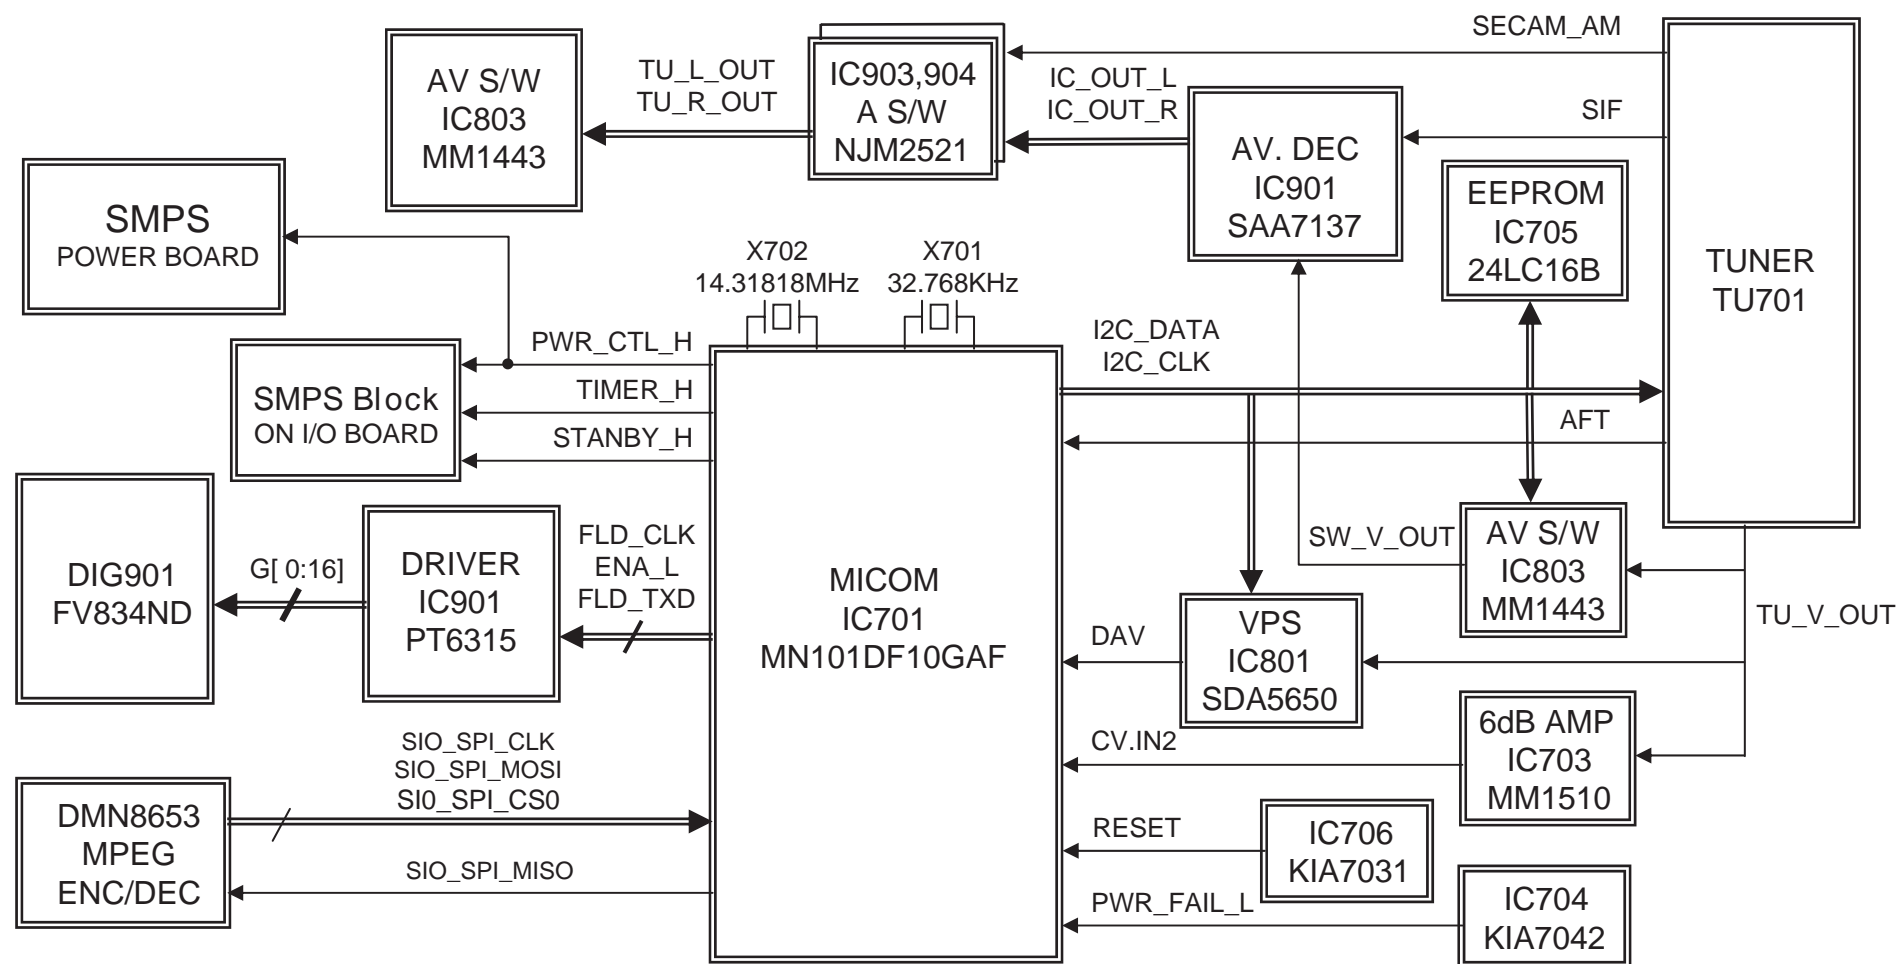 SECAM_AM
AV S/W
IC803
MM1443
TU_L_OUT
TU_R_OUT
IC903,904
A S/W
NJM2521
IC_OUT_L
IC_OUT_R
SIF
AV. DEC
IC901
SAA7137
EEPROM
IC705
24LC16B
TUNER
TU701
SMPS
POWER BOARD
X702
14.31818MHz
X701
32.768KHz
PWR_CTL_H
TIMER_H
STANBY_H
SMPS Block
ON I/O BOARD
I2C_DATA
I2C_CLK
AFT
DIG901
FV834ND
G[ 0:16]
DRIVER
IC901
PT6315
FLD_CLK
ENA_L
FLD_TXD
MICOM
IC701
MN101DF10GAF
SW_V_OUT
AV S/W
IC803
MM1443
TU_V_OUT
DAV
VPS
IC801
SDA5650
CV.IN2
6dB AMP
IC703
MM1510
SIO_SPI_CLK
SIO_SPI_MOSI
SI0_SPI_CS0
DMN8653
MPEG
ENC/DEC
SIO_SPI_MISO
RESET
IC706
KIA7031
PWR_FAIL_L
IC704
KIA7042